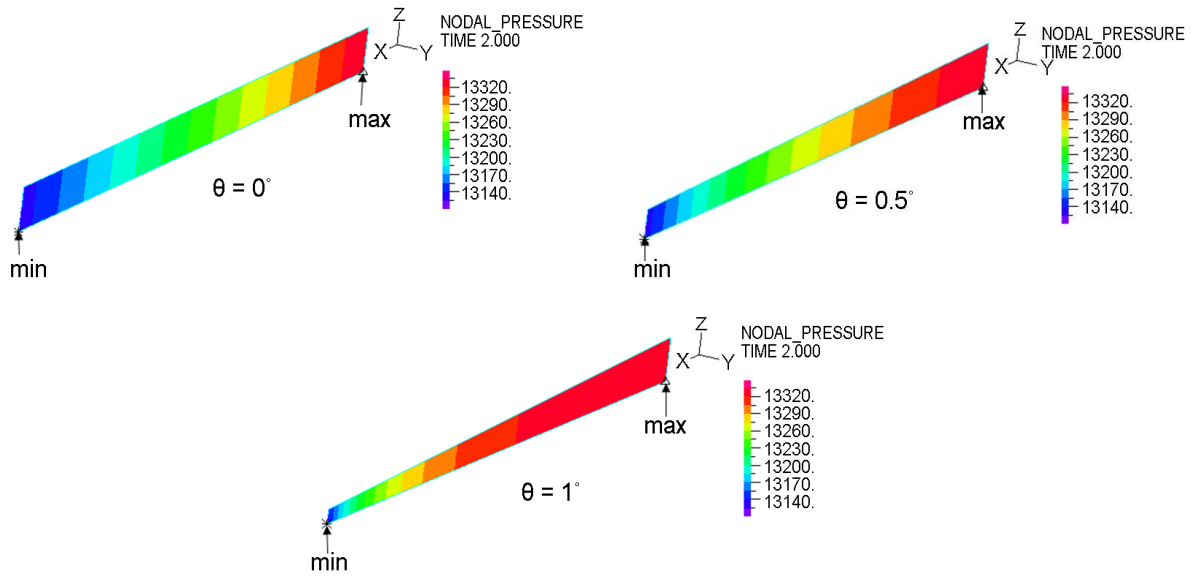 Z
X
Y
NODAL_PRESSURE
TIME 2.000
13320.
13290.
13260.
13230.
13200.
13170.
13140.
max
θ = 0°
min
Z
X
Y
NODAL_PRESSURE
TIME 2.000
13320.
13290.
13260.
13230.
13200.
13170.
13140.
max
θ = 0.5°
min
Z
X
Y
NODAL_PRESSURE
TIME 2.000
13320.
13290.
13260.
13230.
13200.
13170.
13140.
max
θ = 1°
min